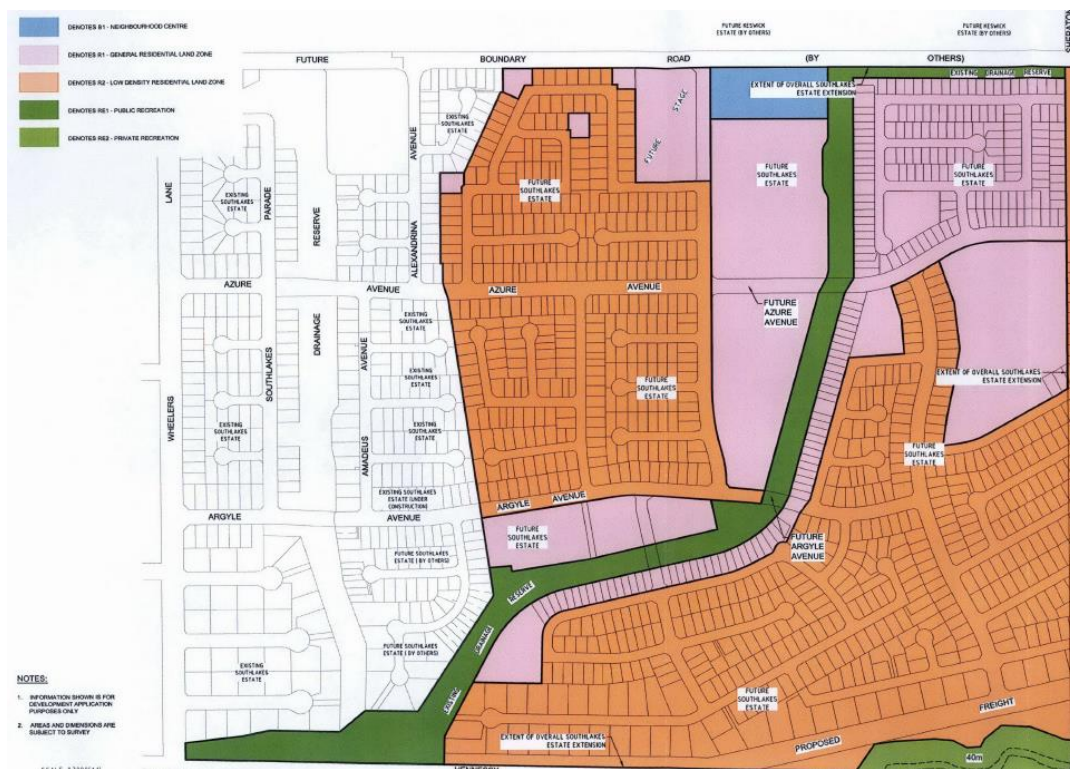 DENOTES B1 - NEIGHBOURHOOD CENTRE
DENOTES R1 - GENERAL RESIDENTIAL LAND ZONE
DENOTES R2 - LOW DENSITY RESIDENTIAL LAND ZONE
DENOTES RE1 - PUBLIC RECREATION
DENOTES RE2 - PRIVATE RECREATION
FUTURE KESWICK
ESTATE (BY OTHERS)
FUTURE KESWICK
ESTATE (BY OTHERS)
SHERATON
FUTURE BOUNDARY ROAD (BY OTHERS)
EXISTING DRAINAGE RESERVE
EXTENT OF OVERALL SOUTHLAKES
ESTATE EXTENSION
STAGE
FUTURE
EXISTING
SOUTHLAKES
ESTATE
AVENUE
ALEXANDRINA
FUTURE
SOUTHLAKES
ESTATE
FUTURE
SOUTHLAKES
ESTATE
FUTURE
SOUTHLAKES
ESTATE
LANE
EXISTING
SOUTHLAKES
ESTATE
PARADE
RESERVE
AZURE AVENUE AZURE AVENUE
FUTURE
AZURE
AVENUE
EXISTING
SOUTHLAKES
ESTATE
DRAINAGE
AVENUE
SOUTHLAKES
EXISTING
SOUTHLAKES
ESTATE
FUTURE
SOUTHLAKES
ESTATE
EXTENT OF OVERALL SOUTHLAKES
ESTATE EXTENSION
WHEELERS
EXISTING
SOUTHLAKES
ESTATE
EXISTING
SOUTHLAKES
ESTATE
FUTURE
SOUTHLAKES
ESTATE
AMADEUS
EXISTING SOUTHLAKES
ESTATE (UNDER
CONSTRUCTION)
ARGYLE AVENUE
ARGYLE AVENUE
FUTURE
SOUTHLAKES
ESTATE
FUTURE
ARGYLE
AVENUE
FUTURE SOUTHLAKES
ESTATE (BY OTHERS)
EXISTING DRAINAGE RESERVE
FUTURE SOUTHLAKES
ESTATE (BY OTHERS)
EXISTING
SOUTHLAKES
ESTATE
NOTES:
1. INFORMATION SHOWN IS FOR
DEVELOPMENT APPLICATION
PURPOSES ONLY
2. AREAS AND DIMENSIONS ARE
SUBJECT TO SURVEY
FUTURE
SOUTHLAKES
ESTATE
EXTENT OF OVERALL SOUTHLAKES
ESTATE EXTENSION
PROPOSED FREIGHT
40m
HENNESSY